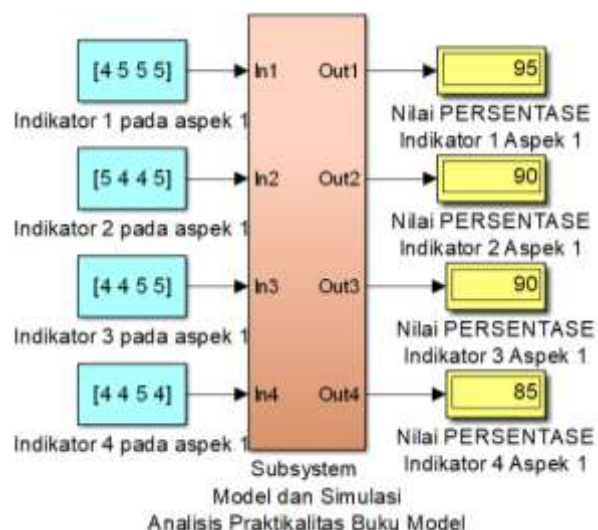 [4 5 5 5]
In1
Out1
95
Indikator 1 pada aspek 1
Nilai PERSENTASE
Indikator 1 Aspek 1
[5 4 4 5]
In2
Out2
90
Indikator 2 pada aspek 1
Nilai PERSENTASE
Indikator 2 Aspek 1
[4 4 5 5]
In3
Out3
90
Indikator 3 pada aspek 1
Nilai PERSENTASE
Indikator 3 Aspek 1
[4 4 5 4]
In4
Out4
85
Indikator 4 pada aspek 1
Nilai PERSENTASE
Indikator 4 Aspek 1
Subsystem
Model dan Simulasi
Analisis Praktikalitas Buku Model